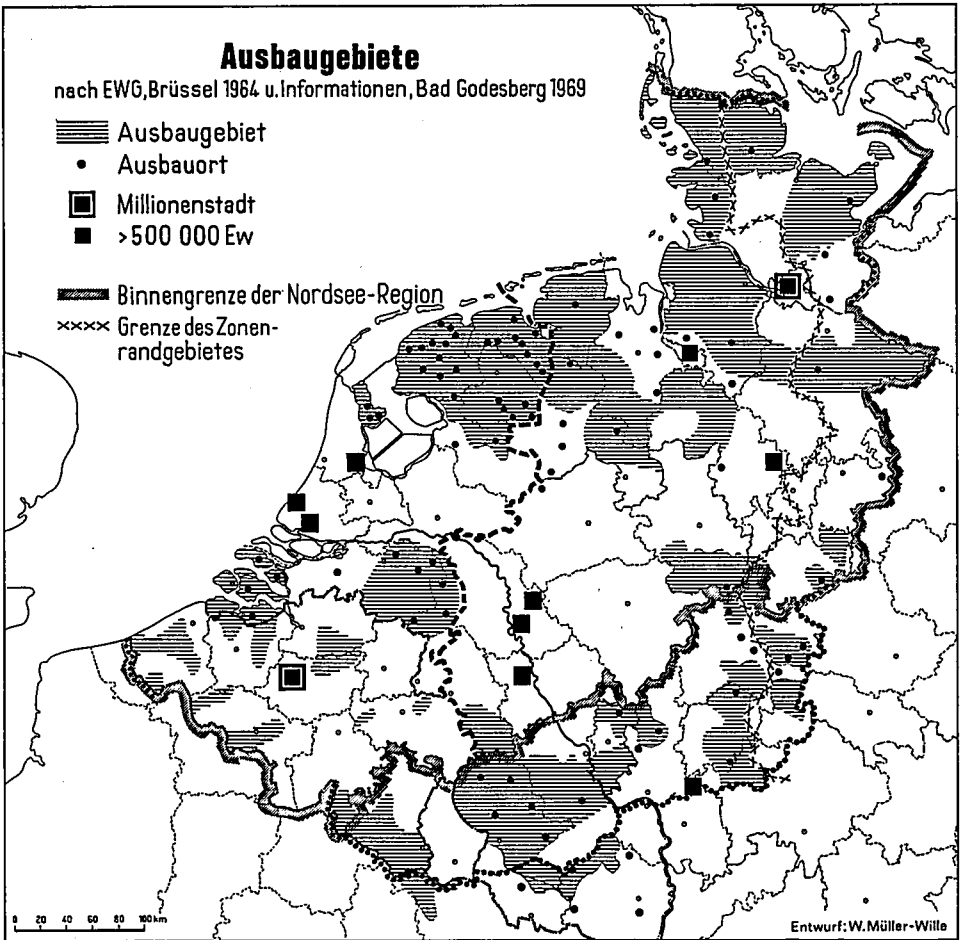 Ausbaugebiete
nach EWG, Brüssel 1964 u. Informationen, Bad Godesberg 1969
Ausbaugebiet
Ausbauort
Millionenstadt
>500 000 Ew
Binnengrenze der Nordsee-Region
Grenze des Zonen-
randgebietes
0 20 40 60 80 100 km
Entwurf: W. Müller-Wille